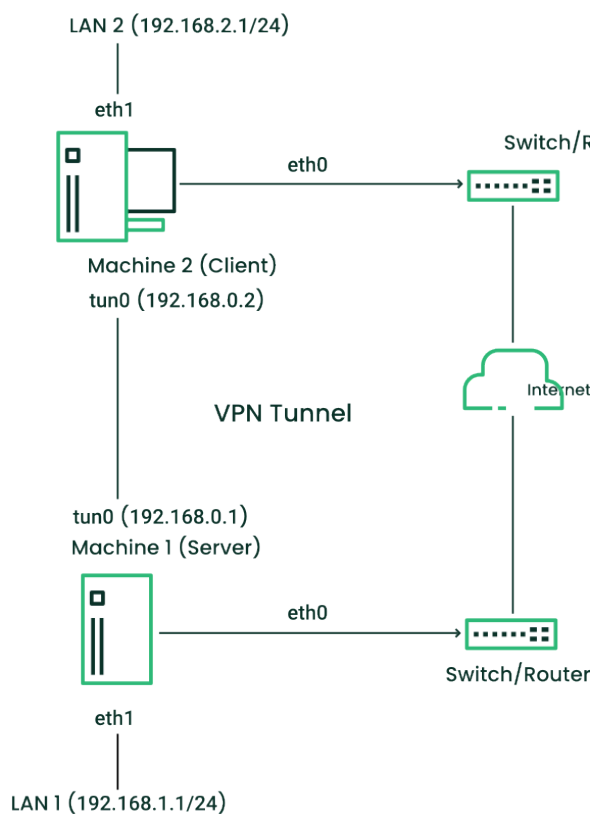 LAN 2 (192.168.2.1/24)
eth1
Switch/R
eth0
Machine 2 (Client)
tun0 (192.168.0.2)
Internet
VPN Tunnel
tun0 (192.168.0.1)
Machine 1 (Server)
eth0
Switch/Router
eth1
LAN 1 (192.168.1.1/24)